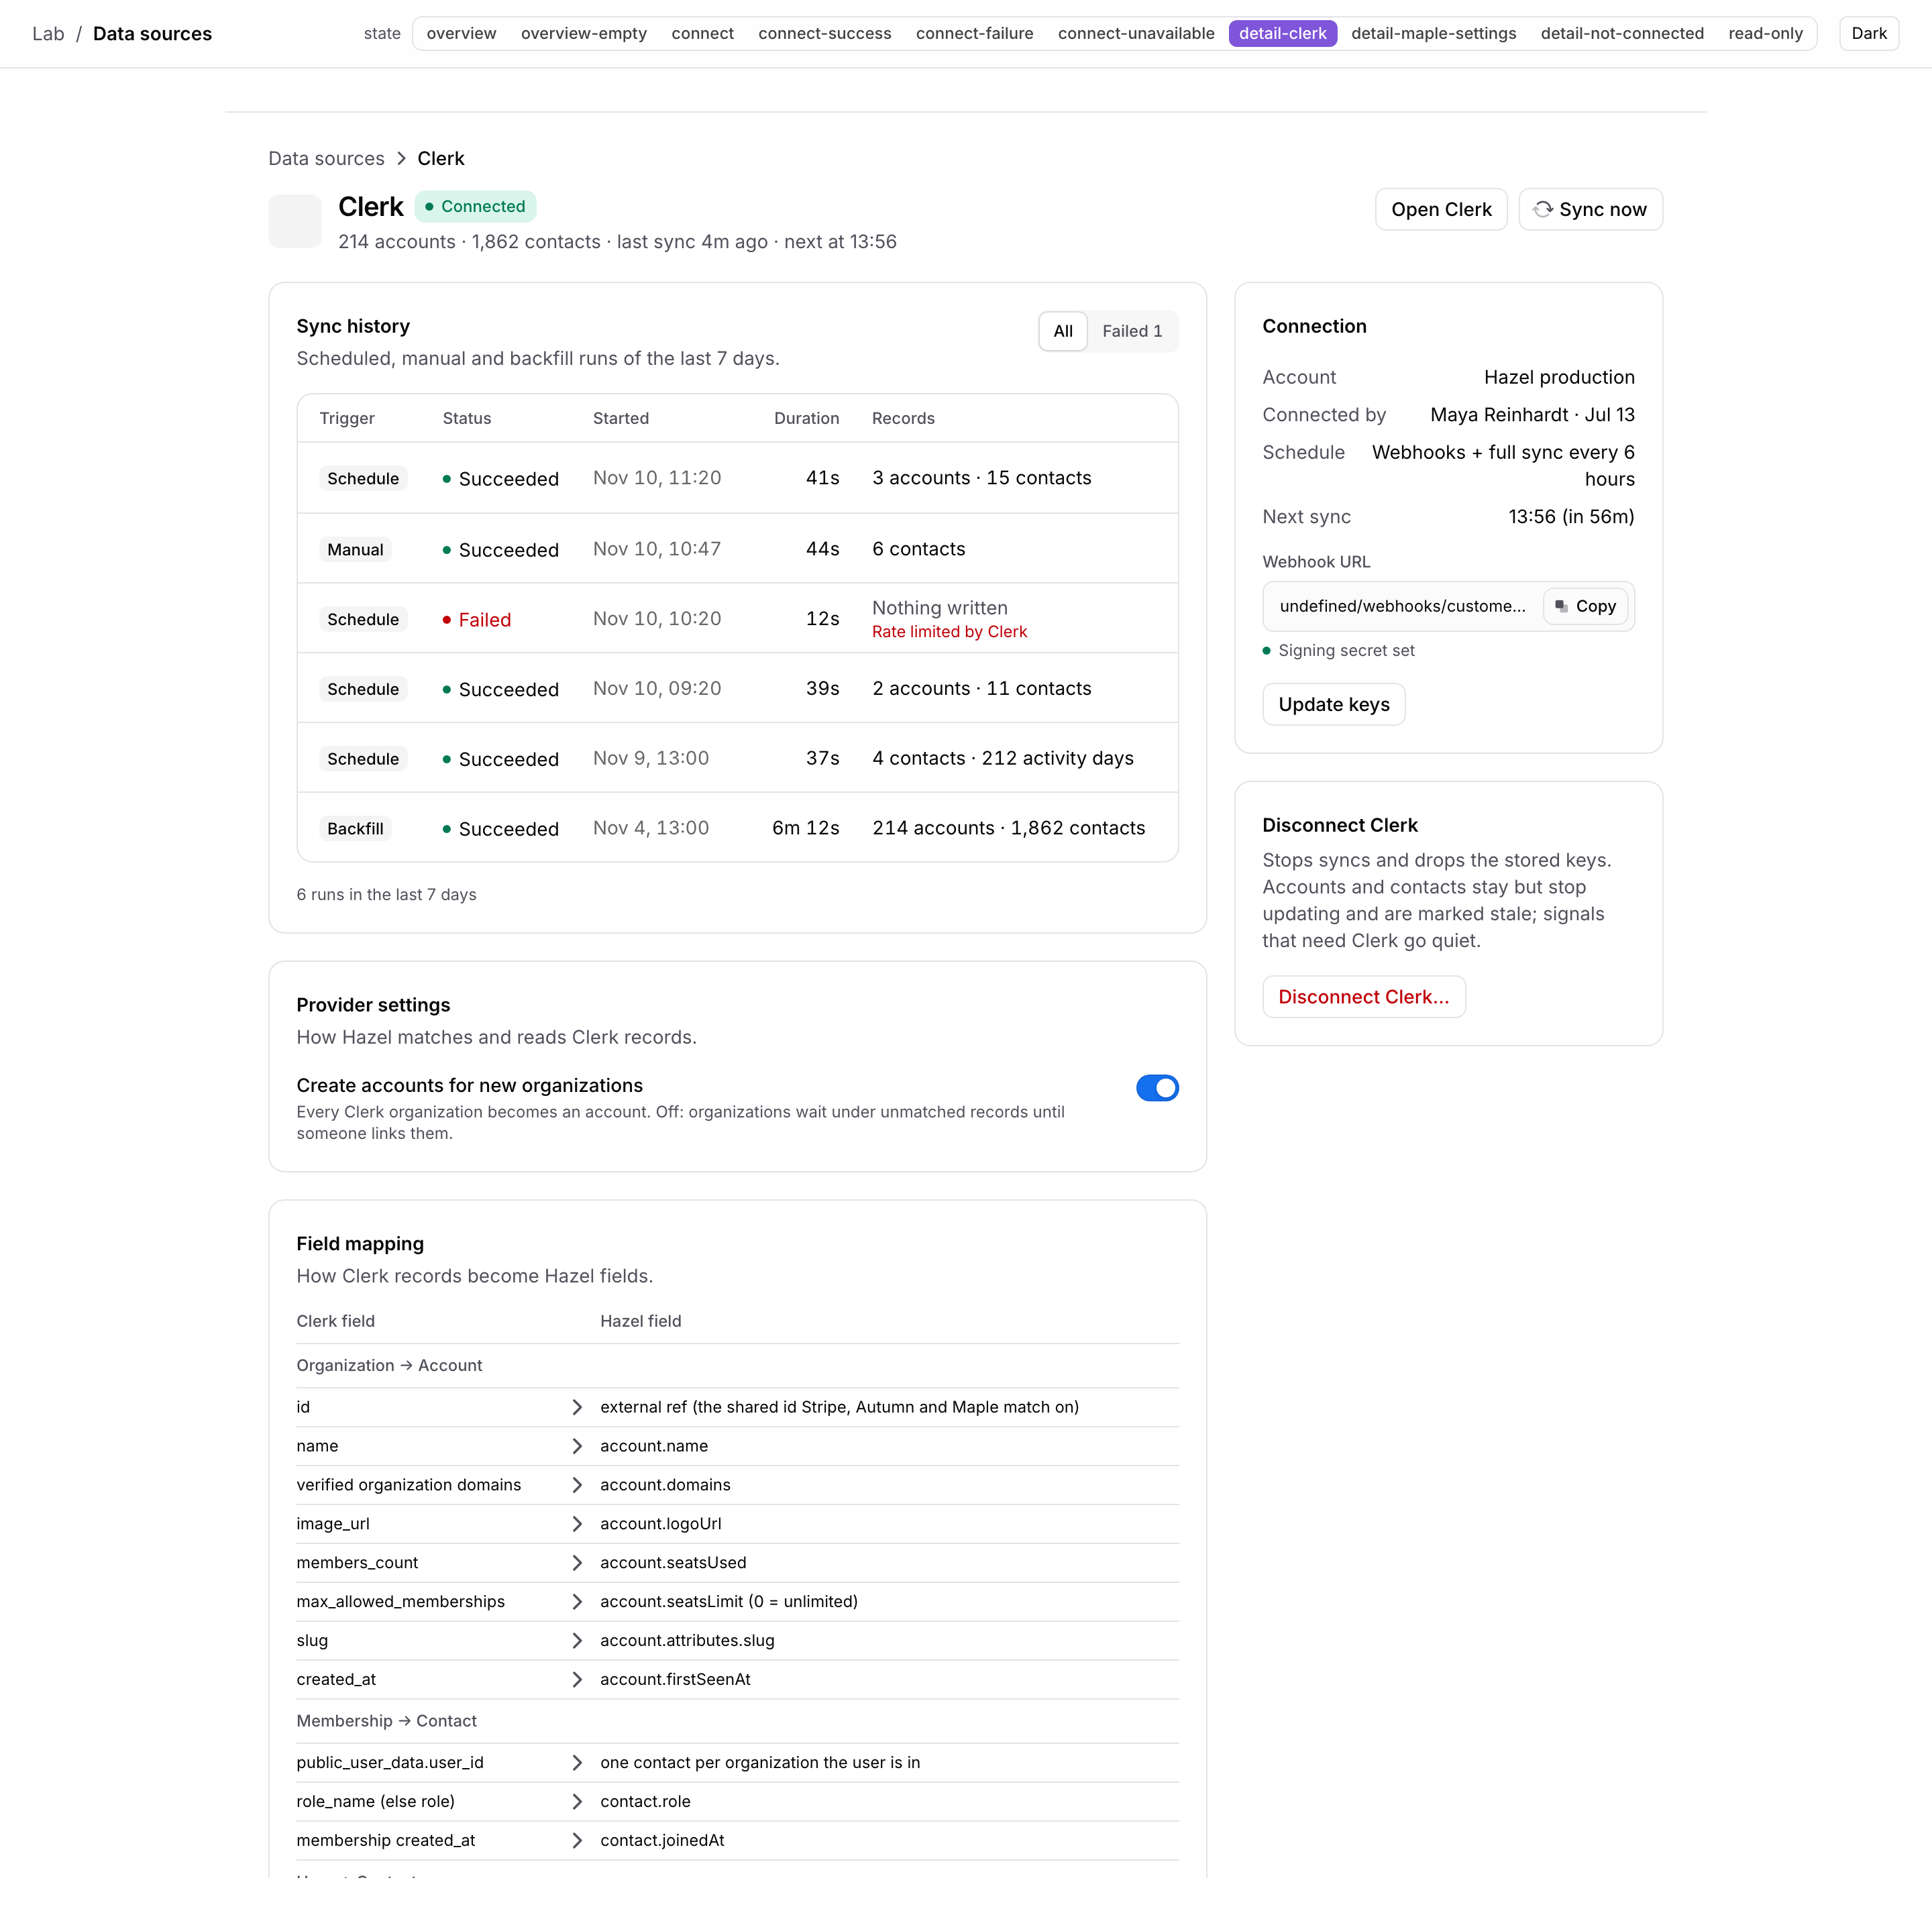 Lab / Data sources
state overview overview-empty connect connect-success connect-failure connect-unavailable detail-clerk detail-maple-settings detail-not-connected read-only Dark
Data sources > Clerk
Clerk Connected
214 accounts · 1,862 contacts · last sync 4m ago · next at 13:56
Open Clerk Sync now
Sync history
Scheduled, manual and backfill runs of the last 7 days.
All Failed 1
Trigger Status Started Duration Records
Schedule Succeeded Nov 10, 11:20 41s 3 accounts · 15 contacts
Manual Succeeded Nov 10, 10:47 44s 6 contacts
Schedule Failed Nov 10, 10:20 12s Nothing written
Rate limited by Clerk
Schedule Succeeded Nov 10, 09:20 39s 2 accounts · 11 contacts
Schedule Succeeded Nov 9, 13:00 37s 4 contacts · 212 activity days
Backfill Succeeded Nov 4, 13:00 6m 12s 214 accounts · 1,862 contacts
6 runs in the last 7 days
Connection
Account Hazel production
Connected by Maya Reinhardt · Jul 13
Schedule Webhooks + full sync every 6
hours
Next sync 13:56 (in 56m)
Webhook URL
undefined/webhooks/custome... Copy
Signing secret set
Update keys
Disconnect Clerk
Stops syncs and drops the stored keys.
Accounts and contacts stay but stop
updating and are marked stale; signals
that need Clerk go quiet.
Disconnect Clerk...
Provider settings
How Hazel matches and reads Clerk records.
Create accounts for new organizations
Every Clerk organization becomes an account. Off: organizations wait under unmatched records until
someone links them.
Field mapping
How Clerk records become Hazel fields.
Clerk field Hazel field
Organization → Account
id external ref (the shared id Stripe, Autumn and Maple match on)
name account.name
verified organization domains account.domains
image_url account.logoUrl
members_count account.seatsUsed
max_allowed_memberships account.seatsLimit (0 = unlimited)
slug account.attributes.slug
created_at account.firstSeenAt
Membership → Contact
public_user_data.user_id one contact per organization the user is in
role_name (else role) contact.role
membership created_at contact.joinedAt